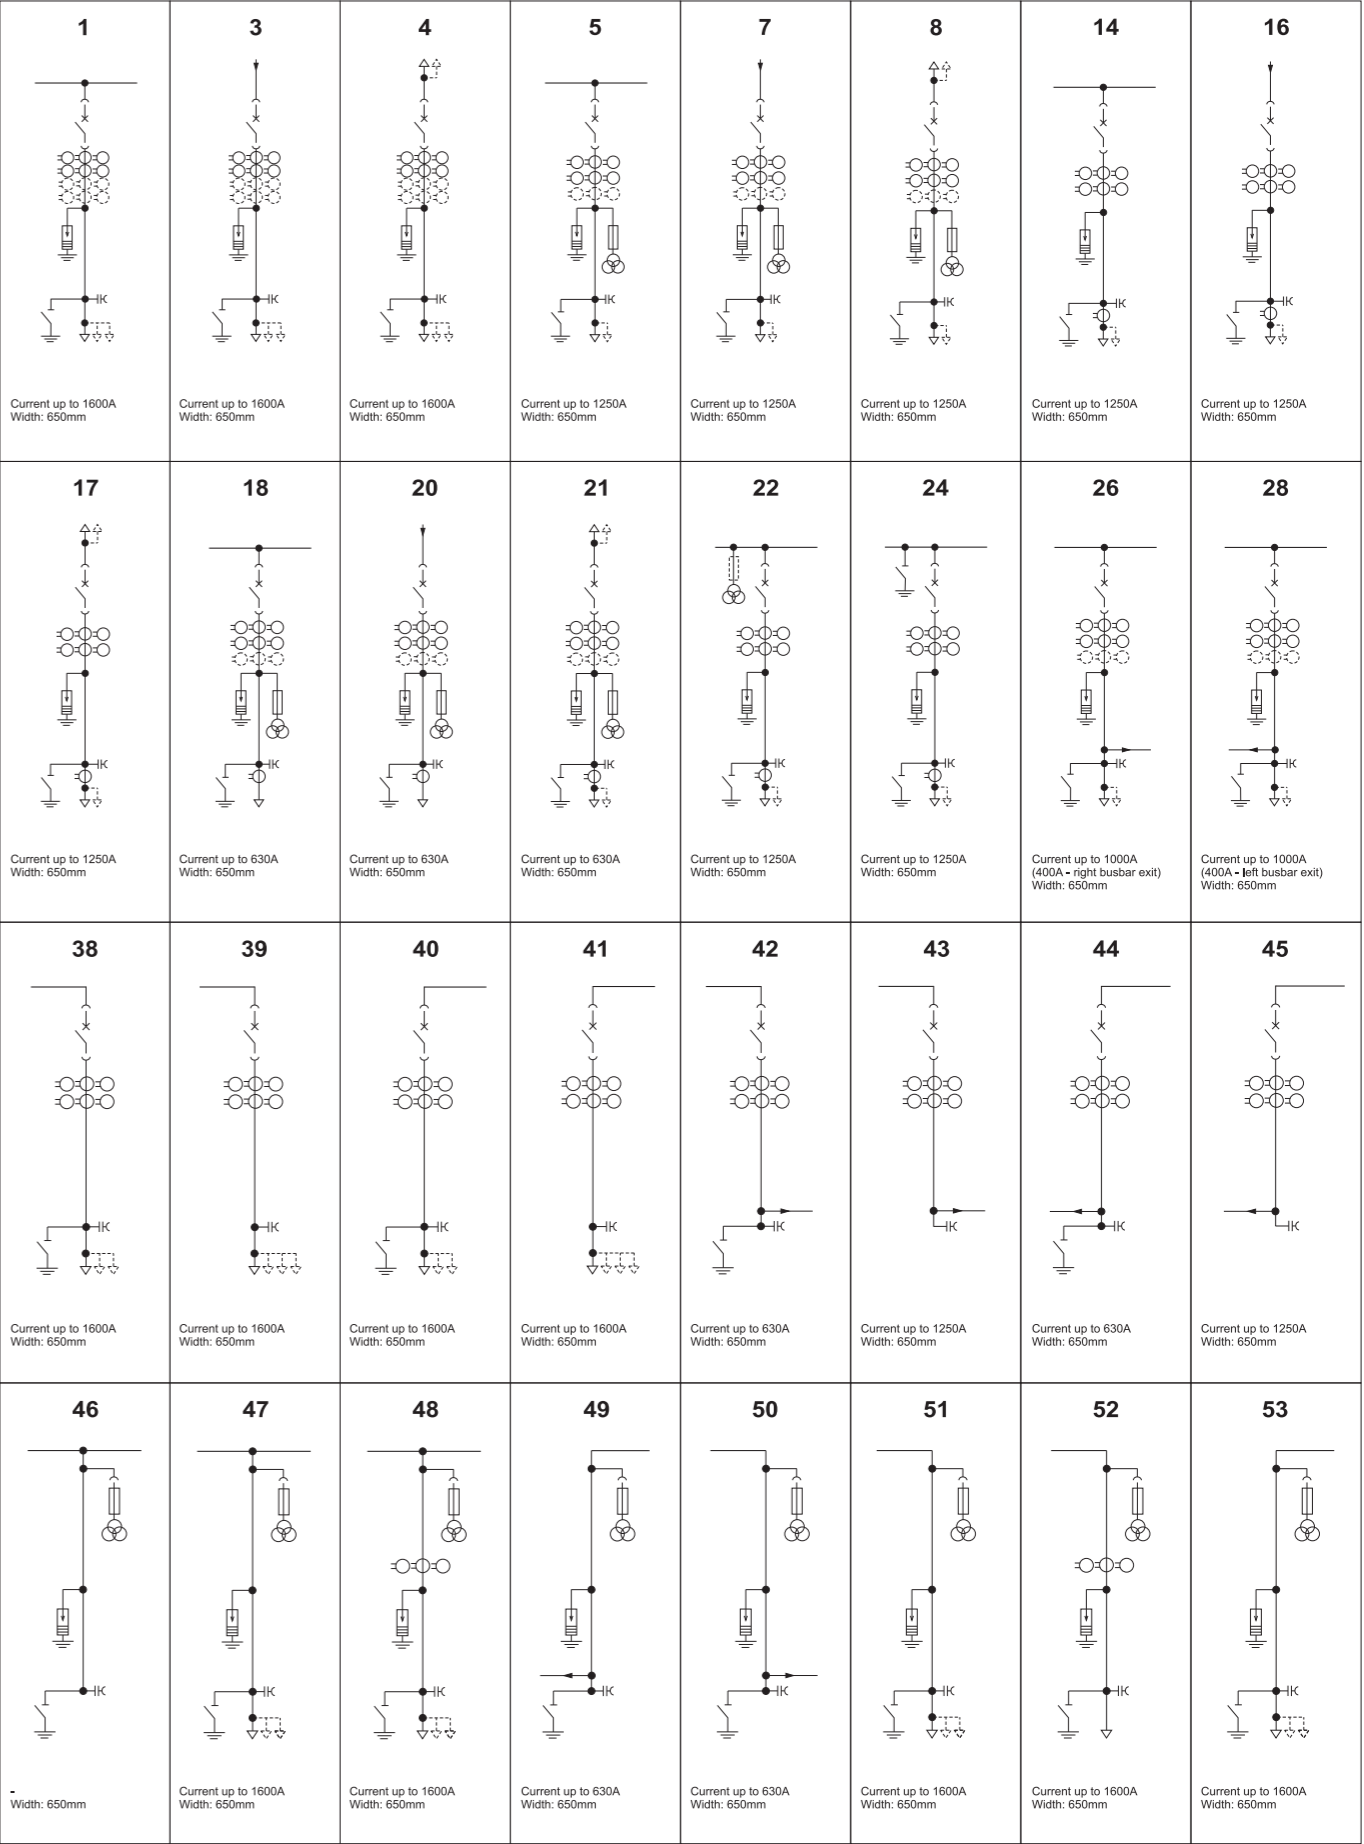 1 3 4 5 7 8 14 16
Current up to 1600A Current up to 1600A Current up to 1600A Current up to 1250A Current up to 1250A Current up to 1250A Current up to 1250A Current up to 1250A
Width: 650mm Width: 650mm Width: 650mm Width: 650mm Width: 650mm Width: 650mm Width: 650mm Width: 650mm
17 18 20 21 22 24 26 28
Current up to 1250A Current up to 630A Current up to 630A Current up to 630A Current up to 1250A Current up to 1250A Current up to 1000A Current up to 1000A
Width: 650mm Width: 650mm Width: 650mm Width: 650mm Width: 650mm Width: 650mm (400A - right busbar exit) (400A - left busbar exit)
Width: 650mm Width: 650mm
38 39 40 41 42 43 44 45
Current up to 1600A Current up to 1600A Current up to 1600A Current up to 1600A Current up to 630A Current up to 1250A Current up to 630A Current up to 1250A
Width: 650mm Width: 650mm Width: 650mm Width: 650mm Width: 650mm Width: 650mm Width: 650mm Width: 650mm
46 47 48 49 50 51 52 53
- Current up to 1600A Current up to 1600A Current up to 630A Current up to 630A Current up to 1600A Current up to 1600A Current up to 1600A
Width: 650mm Width: 650mm Width: 650mm Width: 650mm Width: 650mm Width: 650mm Width: 650mm Width: 650mm